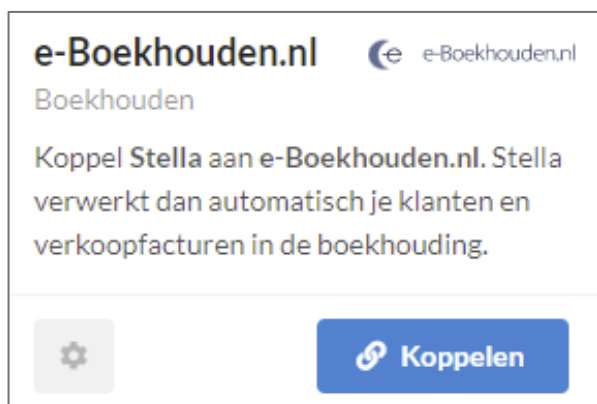 e-Boekhouden.nl
e e-Boekhouden.nl
Boekhouden
Koppel Stella aan e-Boekhouden.nl. Stella
verwerkt dan automatisch je klanten en
verkoopfacturen in de boekhouding.
Koppelen